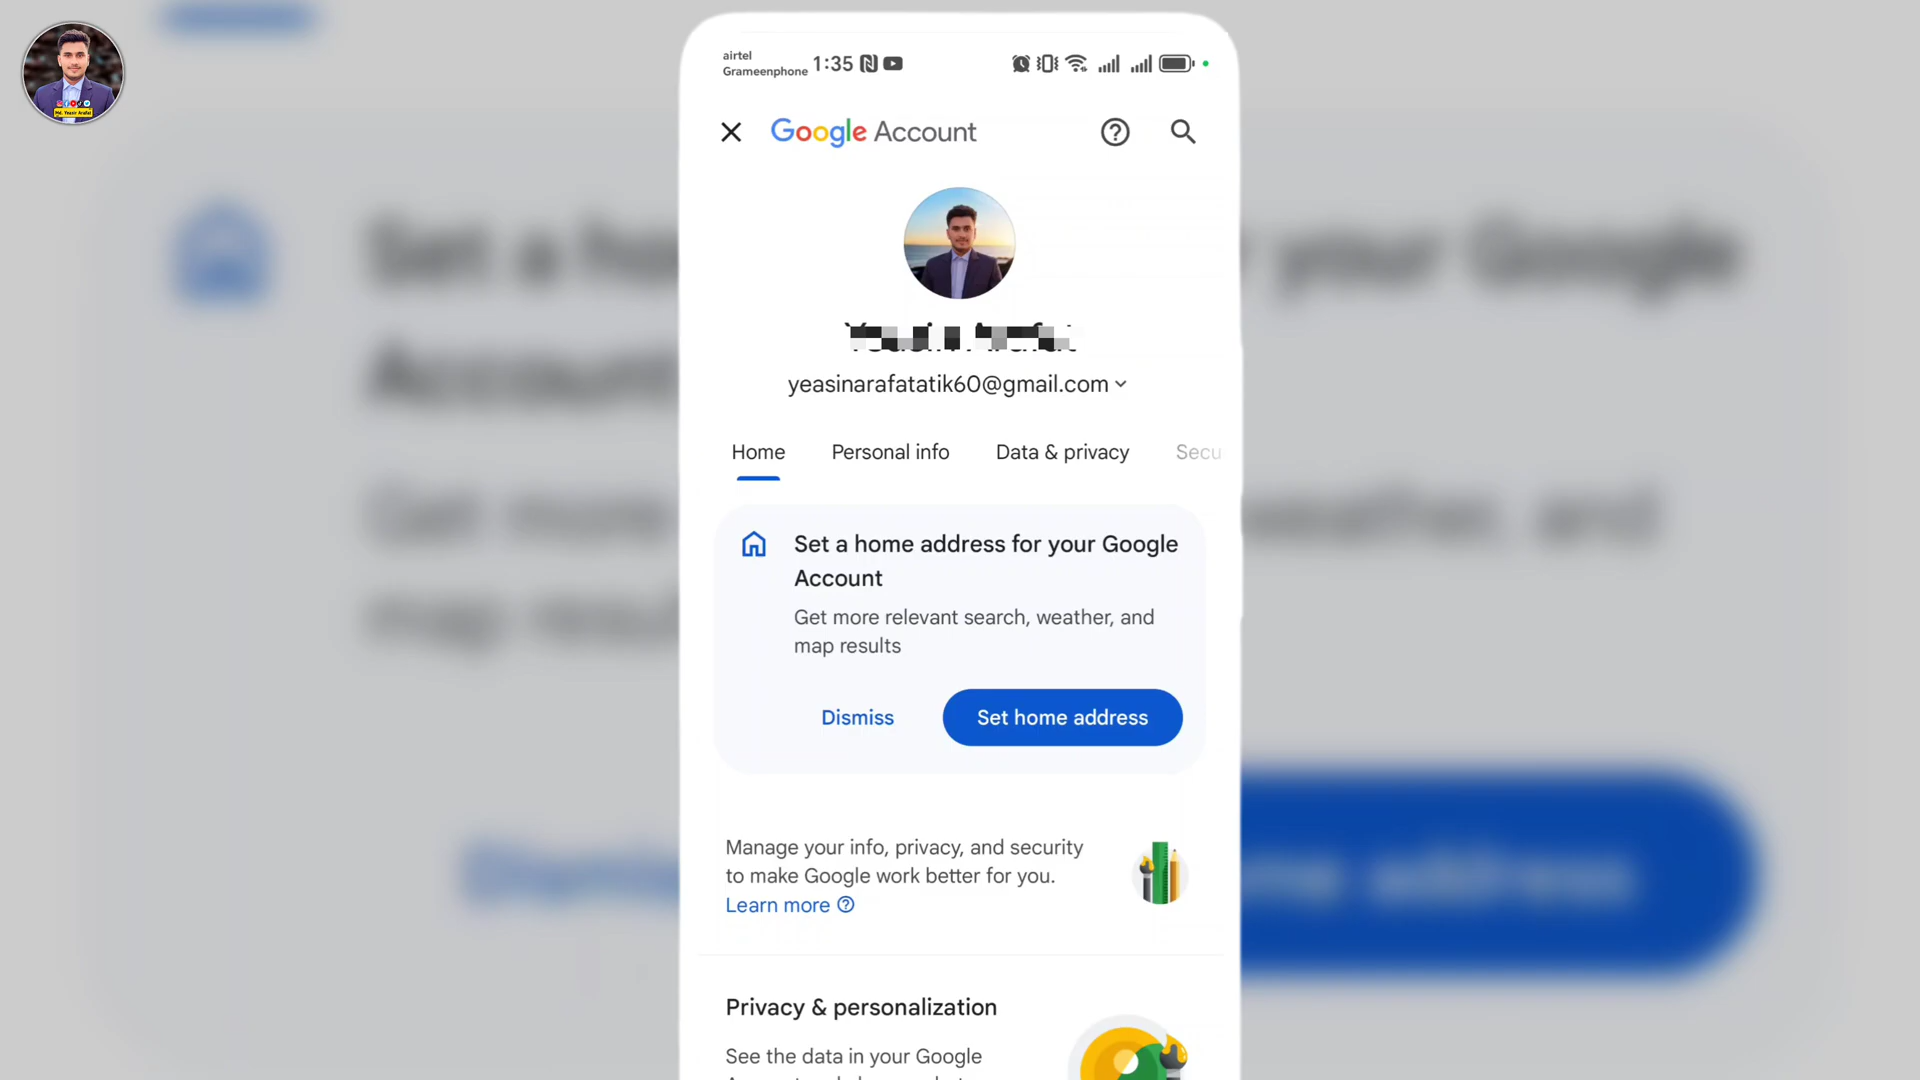 airtel
Grameenphone 1:35
Google Account
yeasinarafatatik60@gmail.com
Home Personal info Data & privacy Secu
Set a home address for your Google
Account
Get more relevant search, weather, and
map results
Dismiss Set home address
Manage your info, privacy, and security
to make Google work better for you.
Learn more
Privacy & personalization
See the data in your Google
Md. Yeasir Arafat